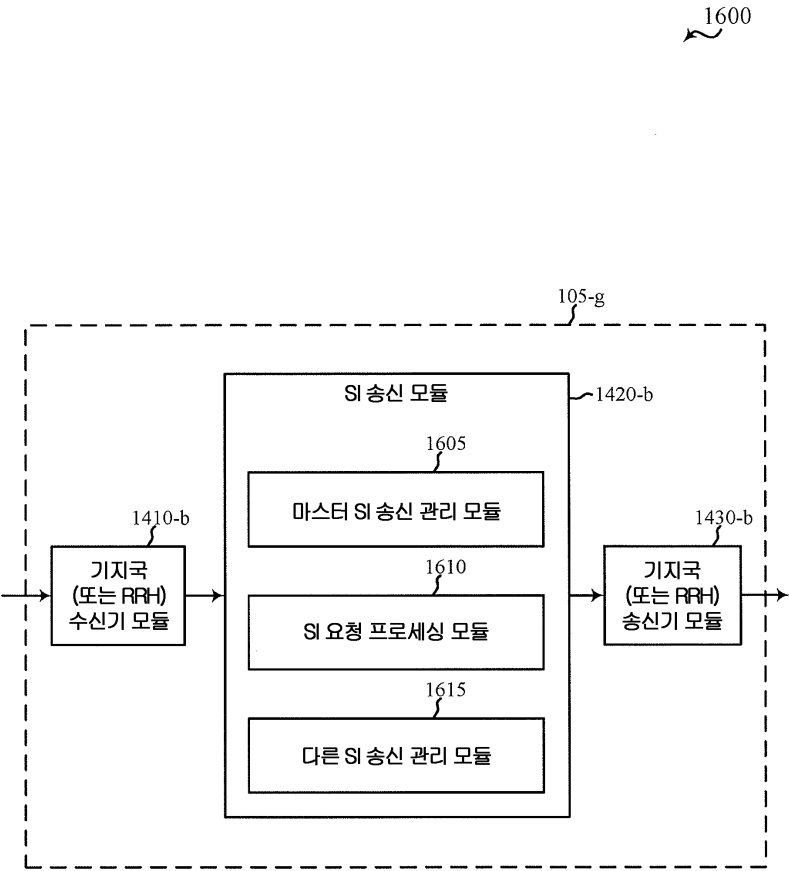 1600
105-g
SI 송신 모듈
1420-b
1605
마스터 SI 송신 관리 모듈
1410-b
기지국
(또는 RRH)
수신기 모듈
1610
SI 요청 프로세싱 모듈
1430-b
기지국
(또는 RRH)
송신기 모듈
1615
다른 SI 송신 관리 모듈